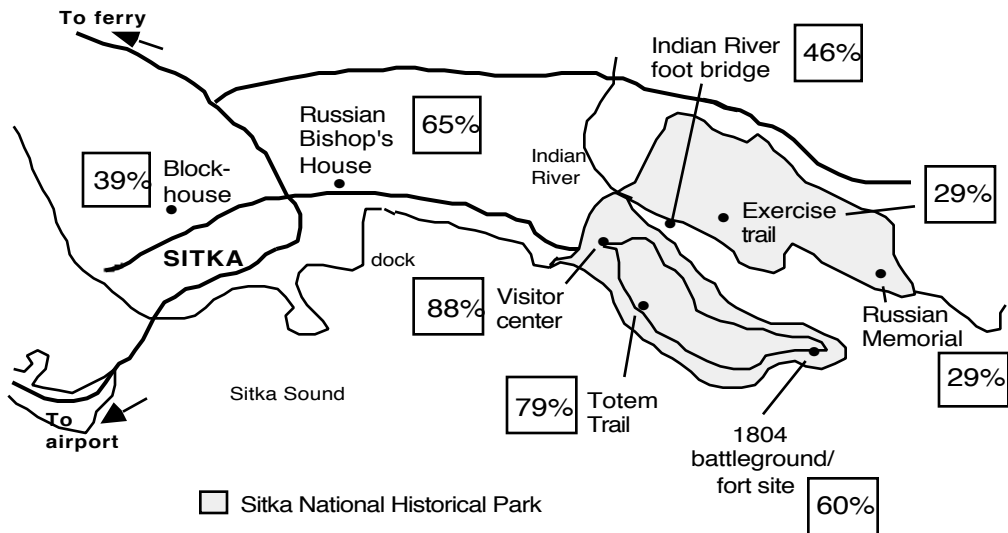 To ferry
Indian River
foot bridge
46%
Russian
Bishop's
House
65%
39%
Block-
house
Indian
River
Exercise
trail
29%
SITKA
dock
88%
Visitor
center
Russian
Memorial
29%
Sitka Sound
79%
Totem
Trail
To
airport
1804
battleground/
fort site
60%
Sitka National Historical Park